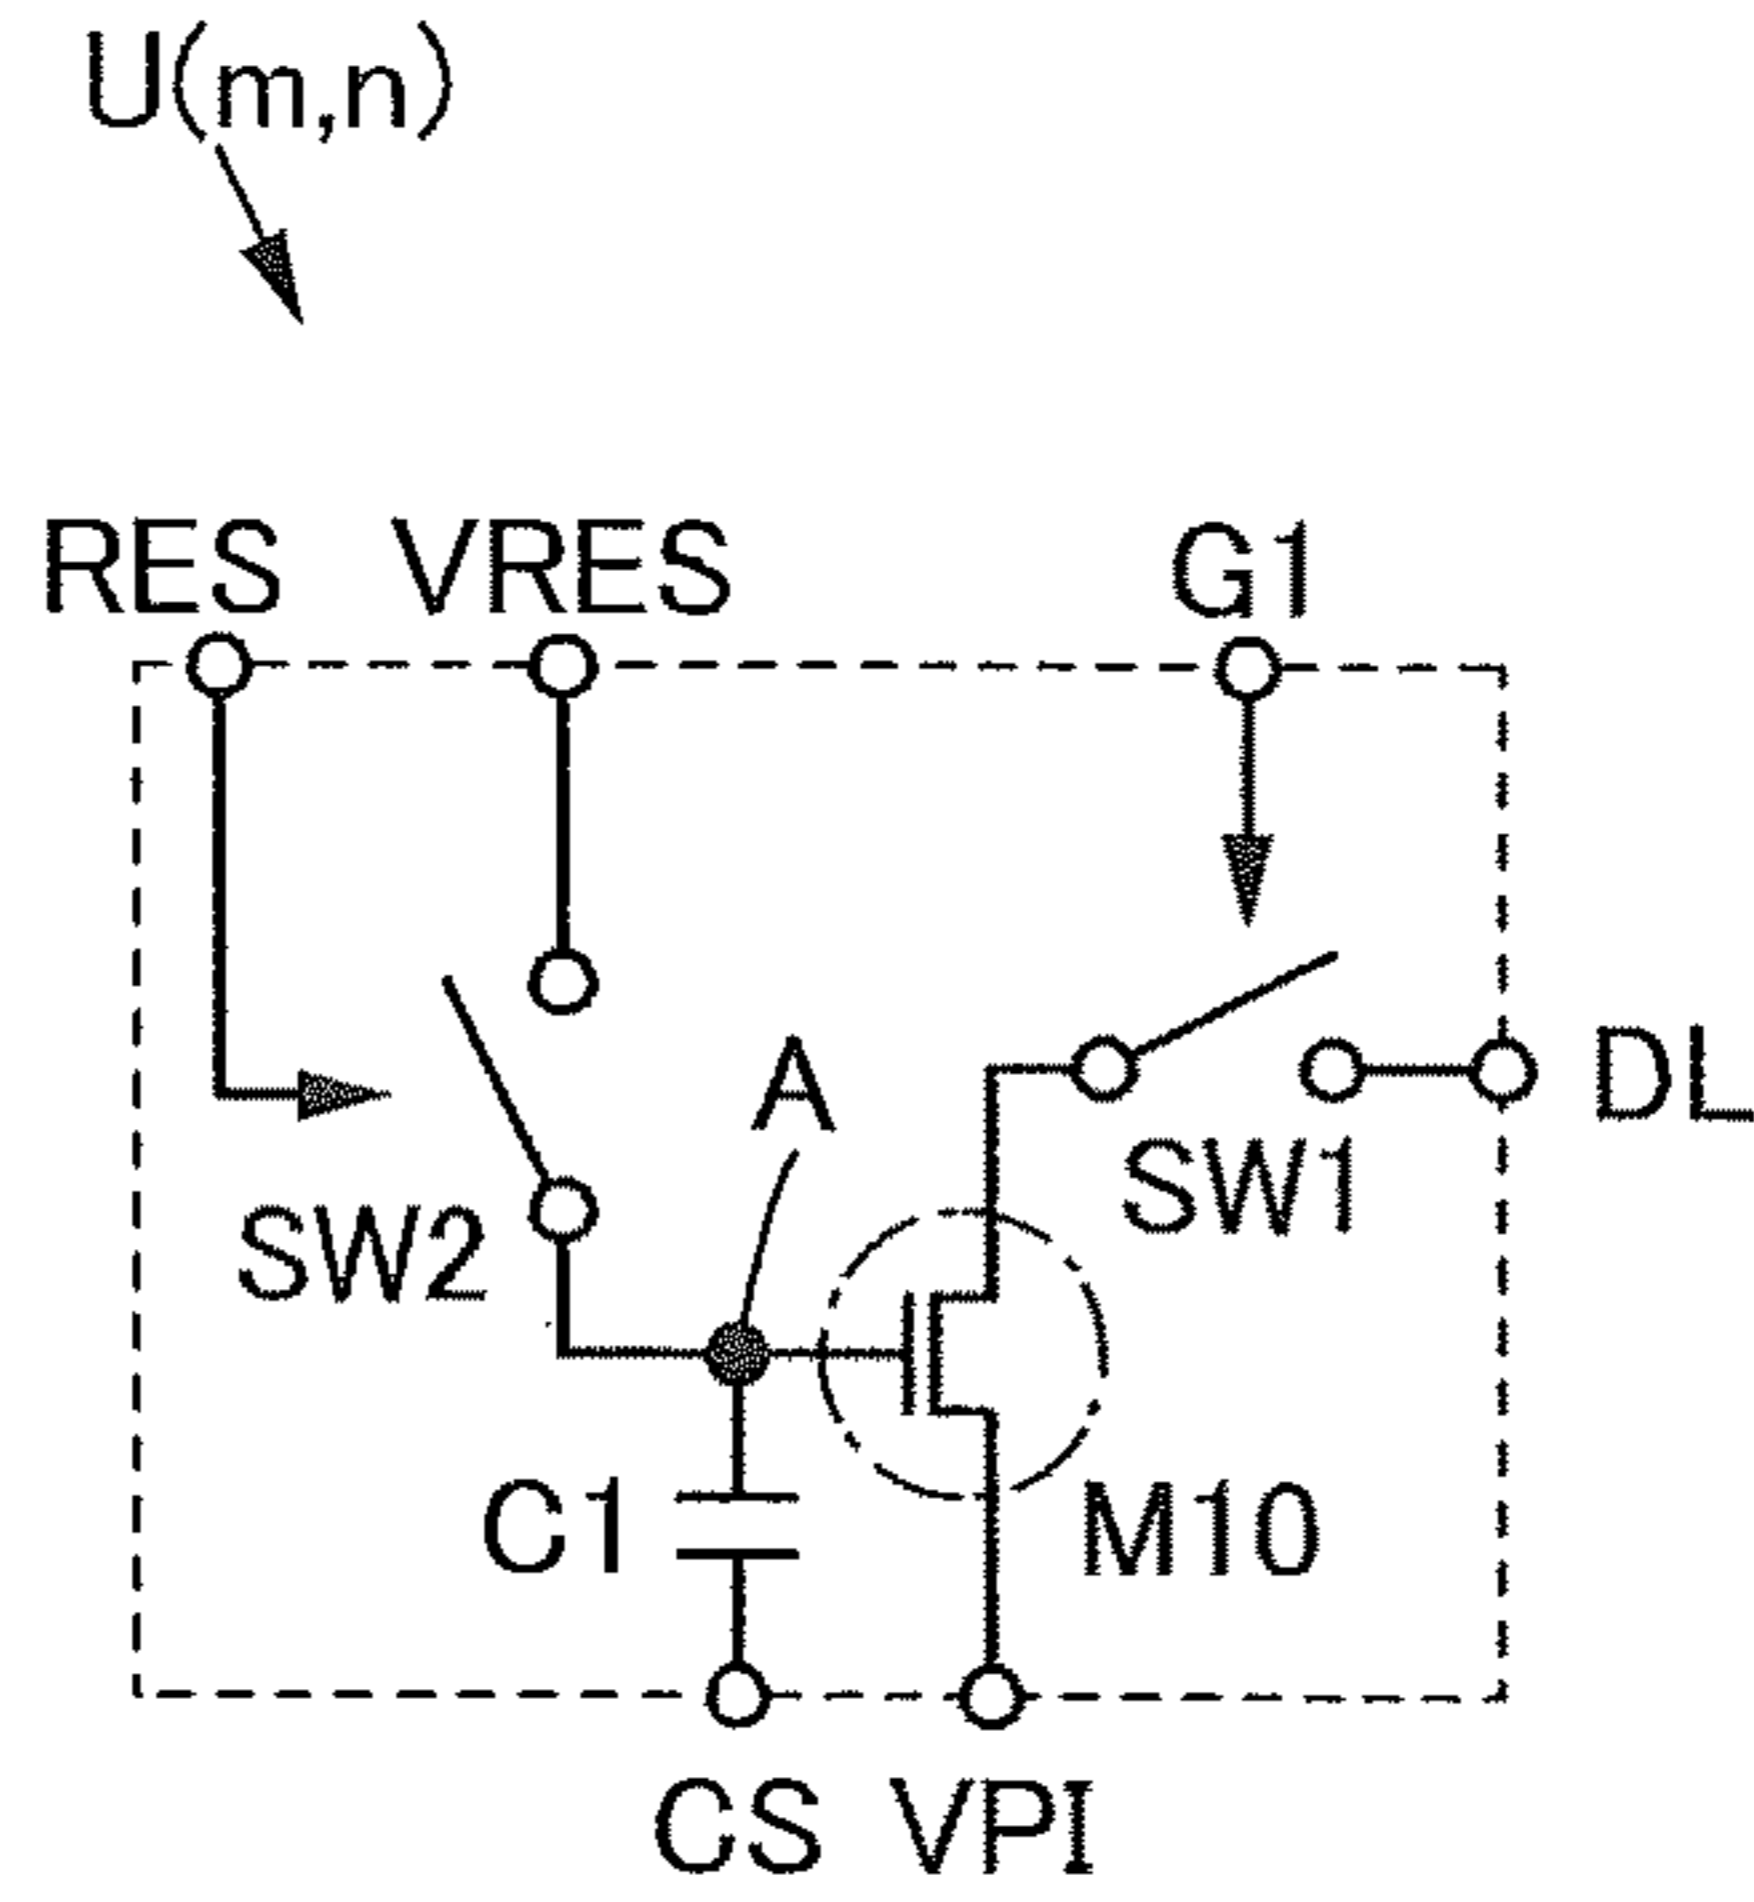 U(m,n)
RES VRES G1
A
DL
SW1
SW2
C1
M10
CS VPI